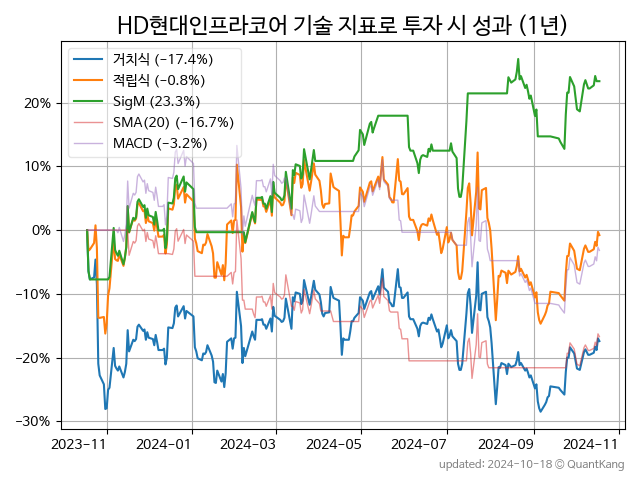 HD현대인프라코어 기술 지표로 투자 시 성과 (1년)
거치식 (−17.4%)
적립식 (−0.8%)
SigM (23.3%)
SMA(20) (−16.7%)
MACD (−3.2%)
20%
10%
0%
−10%
−20%
−30%
2023-11 2024-01 2024-03 2024-05 2024-07 2024-09 2024-11
updated: 2024-10-18 © QuantKang